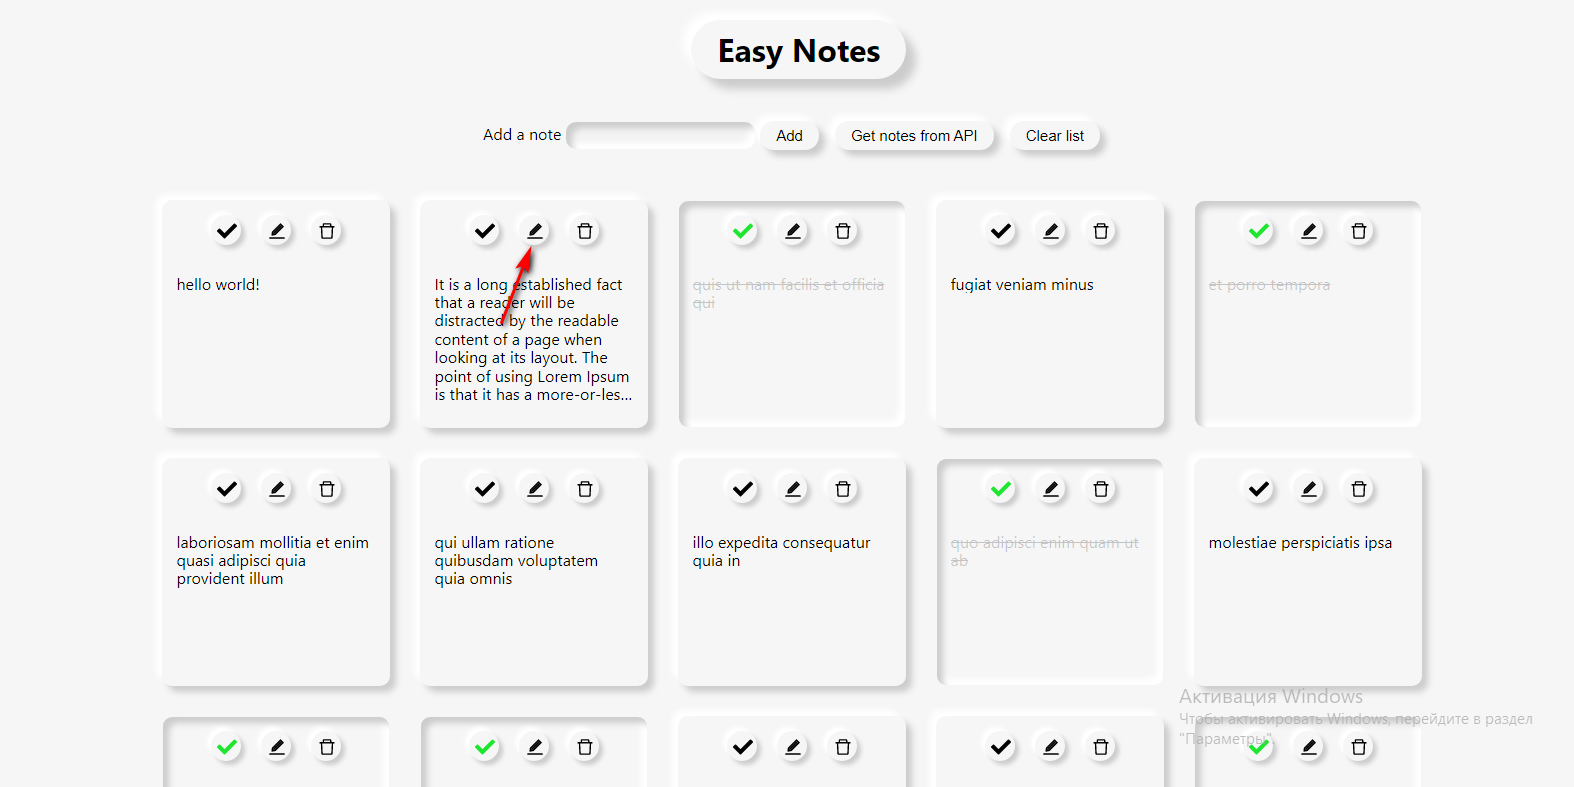 Easy Notes
Add a note Add Get notes from API Clear list
hello world!
It is a long established fact
that a reader will be
distracted by the readable
content of a page when
looking at its layout. The
point of using Lorem Ipsum
is that it has a more-or-les...
quis ut nam facilis et officia
qui
fugiat veniam minus
et porro tempora
laboriosam mollitia et enim
quasi adipisci quia
provident illum
qui ullam ratione
quibusdam voluptatem
quia omnis
illo expedita consequatur
quia in
quo adipisci enim quam ut
ab
molestiae perspiciatis ipsa
Активация Windows
Чтобы активировать Windows, перейдите в раздел
"Параметры".